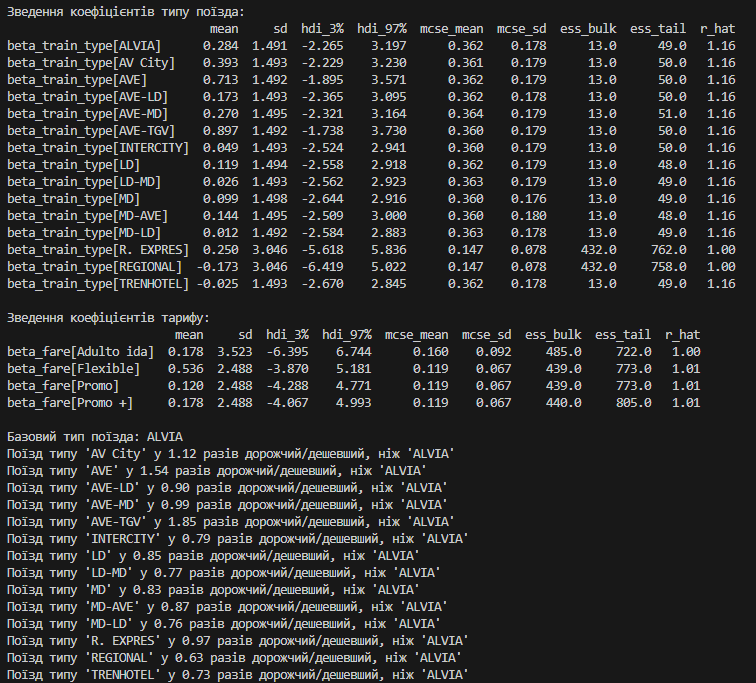 Зведення коефіцієнтів типу поїзда:
mean sd hdi_3% hdi_97% mcse_mean mcse_sd ess_bulk ess_tail r_hat
beta_train_type[ALVIA] 0.284 1.491 -2.265 3.197 0.362 0.178 13.0 49.0 1.16
beta_train_type[AV City] 0.393 1.493 -2.229 3.230 0.361 0.179 13.0 50.0 1.16
beta_train_type[AVE] 0.713 1.492 -1.895 3.571 0.362 0.179 13.0 50.0 1.16
beta_train_type[AVE-LD] 0.173 1.493 -2.365 3.095 0.362 0.178 13.0 50.0 1.16
beta_train_type[AVE-MD] 0.270 1.495 -2.321 3.164 0.364 0.179 13.0 51.0 1.16
beta_train_type[AVE-TGV] 0.897 1.492 -1.738 3.730 0.360 0.179 13.0 50.0 1.16
beta_train_type[INTERCITY] 0.049 1.493 -2.524 2.941 0.360 0.179 13.0 50.0 1.16
beta_train_type[LD] 0.119 1.494 -2.558 2.918 0.362 0.179 13.0 48.0 1.16
beta_train_type[LD-MD] 0.026 1.493 -2.562 2.923 0.363 0.179 13.0 49.0 1.16
beta_train_type[MD] 0.099 1.498 -2.644 2.916 0.360 0.176 13.0 50.0 1.16
beta_train_type[MD-AVE] 0.144 1.495 -2.509 3.000 0.362 0.180 13.0 48.0 1.16
beta_train_type[MD-LD] 0.012 1.492 -2.584 2.883 0.363 0.178 13.0 49.0 1.16
beta_train_type[R. EXPRES] 0.250 3.046 -5.618 5.836 0.147 0.078 432.0 762.0 1.00
beta_train_type[REGIONAL] -0.173 3.046 -6.419 5.022 0.147 0.078 432.0 758.0 1.00
beta_train_type[TRENHOTEL] -0.025 1.493 -2.670 2.845 0.362 0.178 13.0 49.0 1.16
Зведення коефіцієнтів тарифу:
mean sd hdi_3% hdi_97% mcse_mean mcse_sd ess_bulk ess_tail r_hat
beta_fare[Adulto ida] 0.178 3.523 -6.395 6.744 0.160 0.092 485.0 722.0 1.00
beta_fare[Flexible] 0.536 2.488 -3.870 5.181 0.119 0.067 439.0 773.0 1.01
beta_fare[Promo] 0.120 2.488 -4.288 4.771 0.119 0.067 439.0 773.0 1.01
beta_fare[Promo +] 0.178 2.488 -4.067 4.993 0.119 0.067 440.0 805.0 1.01
Базовий тип поїзда: ALVIA
Поїзд типу 'AV City' у 1.12 разів дорожчий/дешевший, ніж 'ALVIA'
Поїзд типу 'AVE' у 1.54 разів дорожчий/дешевший, ніж 'ALVIA'
Поїзд типу 'AVE-LD' у 0.90 разів дорожчий/дешевший, ніж 'ALVIA'
Поїзд типу 'AVE-MD' у 0.99 разів дорожчий/дешевший, ніж 'ALVIA'
Поїзд типу 'AVE-TGV' у 1.85 разів дорожчий/дешевший, ніж 'ALVIA'
Поїзд типу 'INTERCITY' у 0.79 разів дорожчий/дешевший, ніж 'ALVIA'
Поїзд типу 'LD' у 0.85 разів дорожчий/дешевший, ніж 'ALVIA'
Поїзд типу 'LD-MD' у 0.77 разів дорожчий/дешевший, ніж 'ALVIA'
Поїзд типу 'MD' у 0.83 разів дорожчий/дешевший, ніж 'ALVIA'
Поїзд типу 'MD-AVE' у 0.87 разів дорожчий/дешевший, ніж 'ALVIA'
Поїзд типу 'MD-LD' у 0.76 разів дорожчий/дешевший, ніж 'ALVIA'
Поїзд типу 'R. EXPRES' у 0.97 разів дорожчий/дешевший, ніж 'ALVIA'
Поїзд типу 'REGIONAL' у 0.63 разів дорожчий/дешевший, ніж 'ALVIA'
Поїзд типу 'TRENHOTEL' у 0.73 разів дорожчий/дешевший, ніж 'ALVIA'